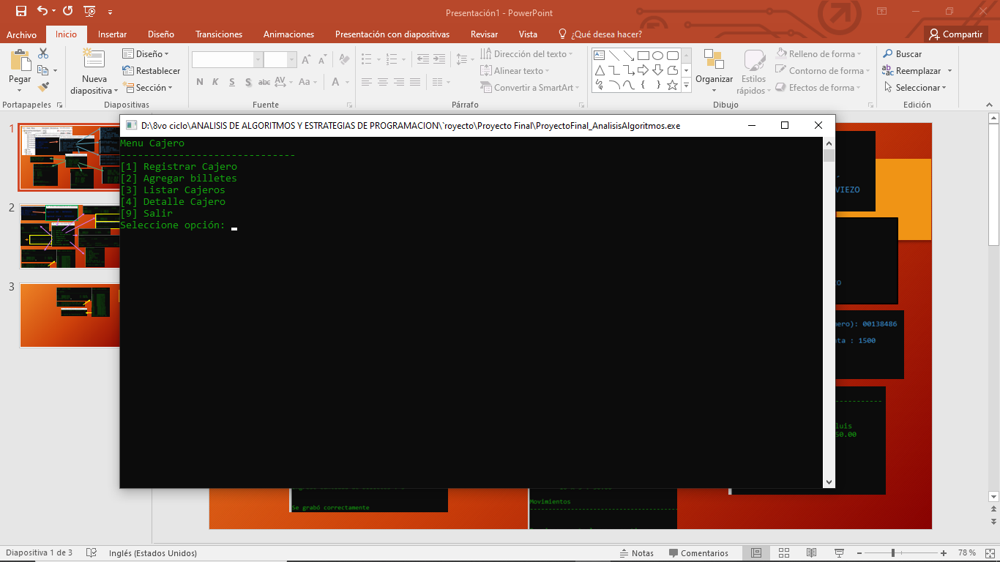 Presentación1 - PowerPoint
Archivo Inicio Insertar Diseño Transiciones Animaciones Presentación con diapositivas Revisar Vista ¿Qué desea hacer? Compartir
Pegar
Nueva diapositiva
Diseño
Restablecer
Sección
N K S S abc AV Aa A
Dirección del texto
Alinear texto
Convertir a SmartArt
Organizar
Estilos rápidos
Relleno de forma
Contorno de forma
Efectos de forma
Buscar
Reemplazar
Seleccionar
Portapapeles Diapositivas Fuente Párrafo Dibujo Edición
1
2
3
D:\8vo ciclo\ANALISIS DE ALGORITMOS Y ESTRATEGIAS DE PROGRAMACION\`royecto\Proyecto Final\ProyectoFinal_AnalisisAlgoritmos.exe
Menu Cajero
------------------------------
[1] Registrar Cajero
[2] Agregar billetes
[3] Listar Cajeros
[4] Detalle Cajero
[9] Salir
Seleccione opción:
VIEZO
ero): 00138486
ta : 1500
luis
50.00
Se grabó correctamente
Movimientos
Diapositiva 1 de 3 Inglés (Estados Unidos) Notas Comentarios 78 %